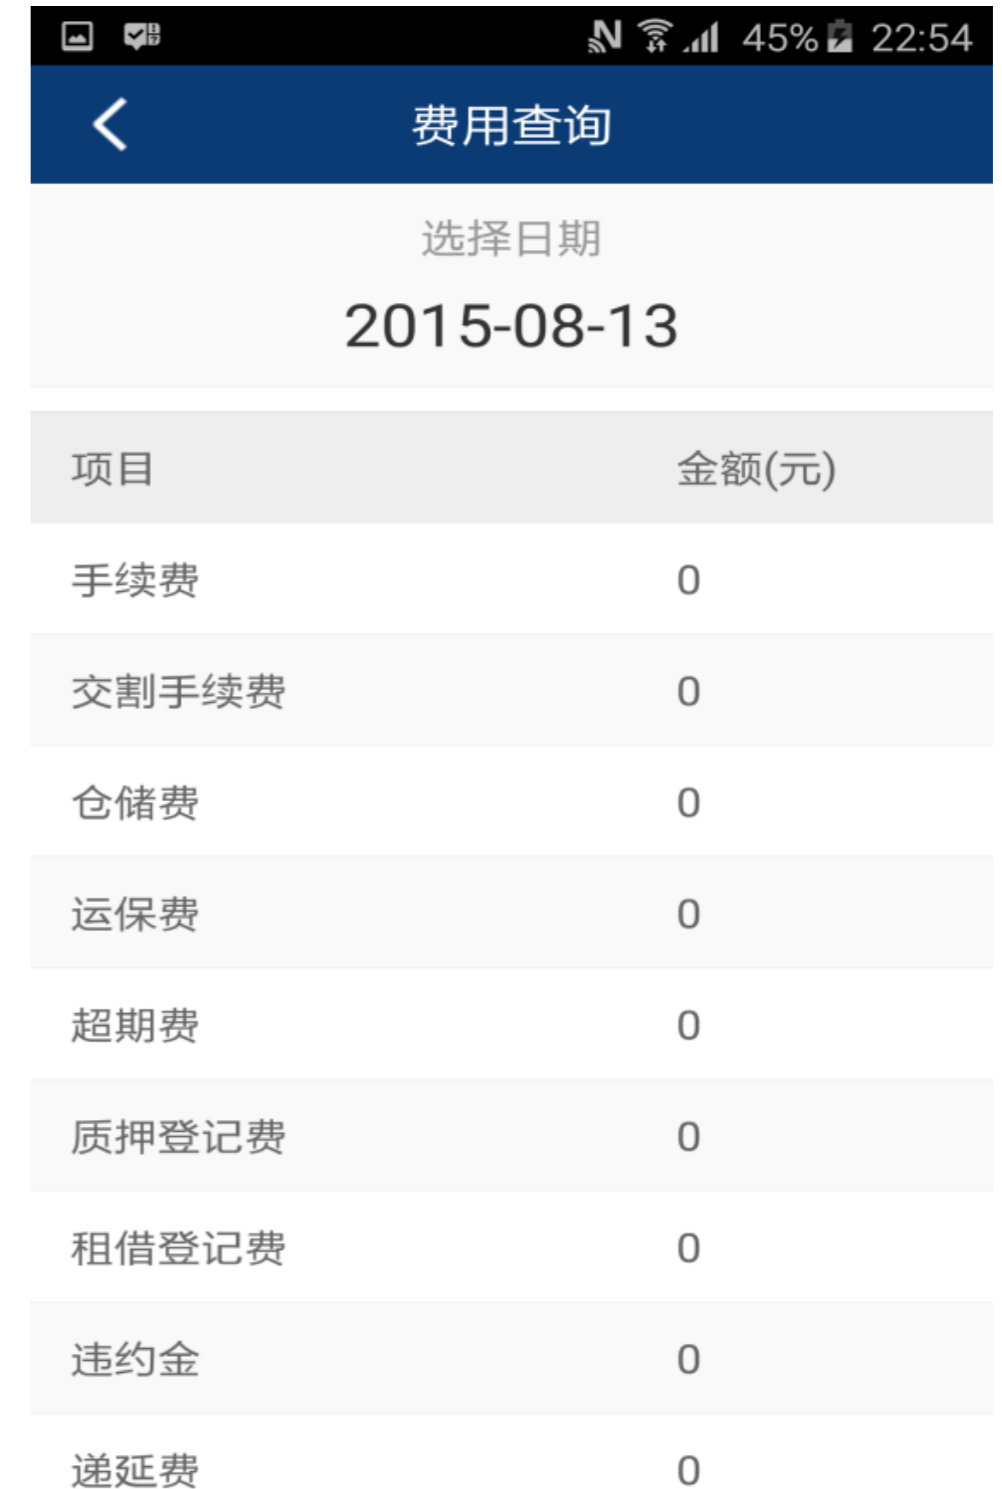 45% 22:54
费用查询
选择日期
2015-08-13
项目 金额(元)
手续费 0
交割手续费 0
仓储费 0
运保费 0
超期费 0
质押登记费 0
租借登记费 0
违约金 0
递延费 0